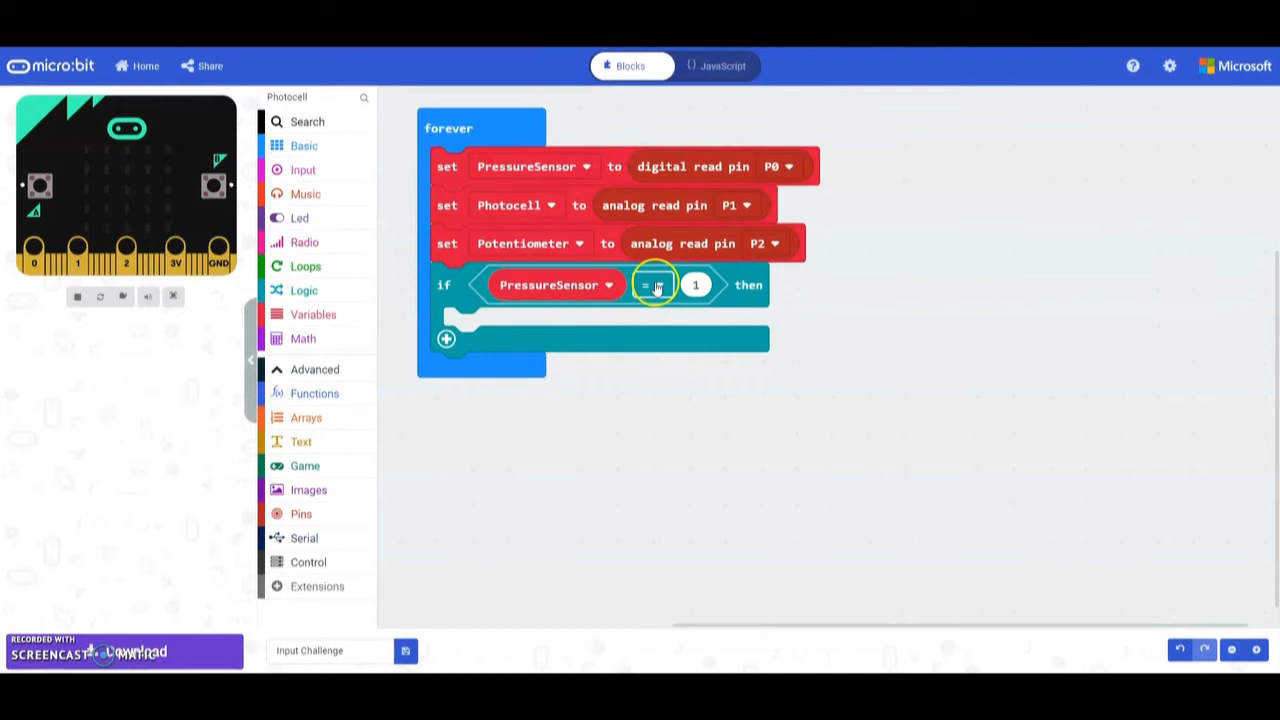 micro:bit Home Share Blocks {} JavaScript Microsoft
Photocell
Search
Basic
Input
Music
Led
Radio
Loops
Logic
Variables
Math
Advanced
Functions
Arrays
Text
Game
Images
Pins
Serial
Control
Extensions
forever
set PressureSensor to digital read pin P0
set Photocell to analog read pin P1
set Potentiometer to analog read pin P2
if PressureSensor = 1 then
A
B
0 1 2 3V GND
RECORDED WITH
SCREENCAST-O-MATIC
Download
Input Challenge